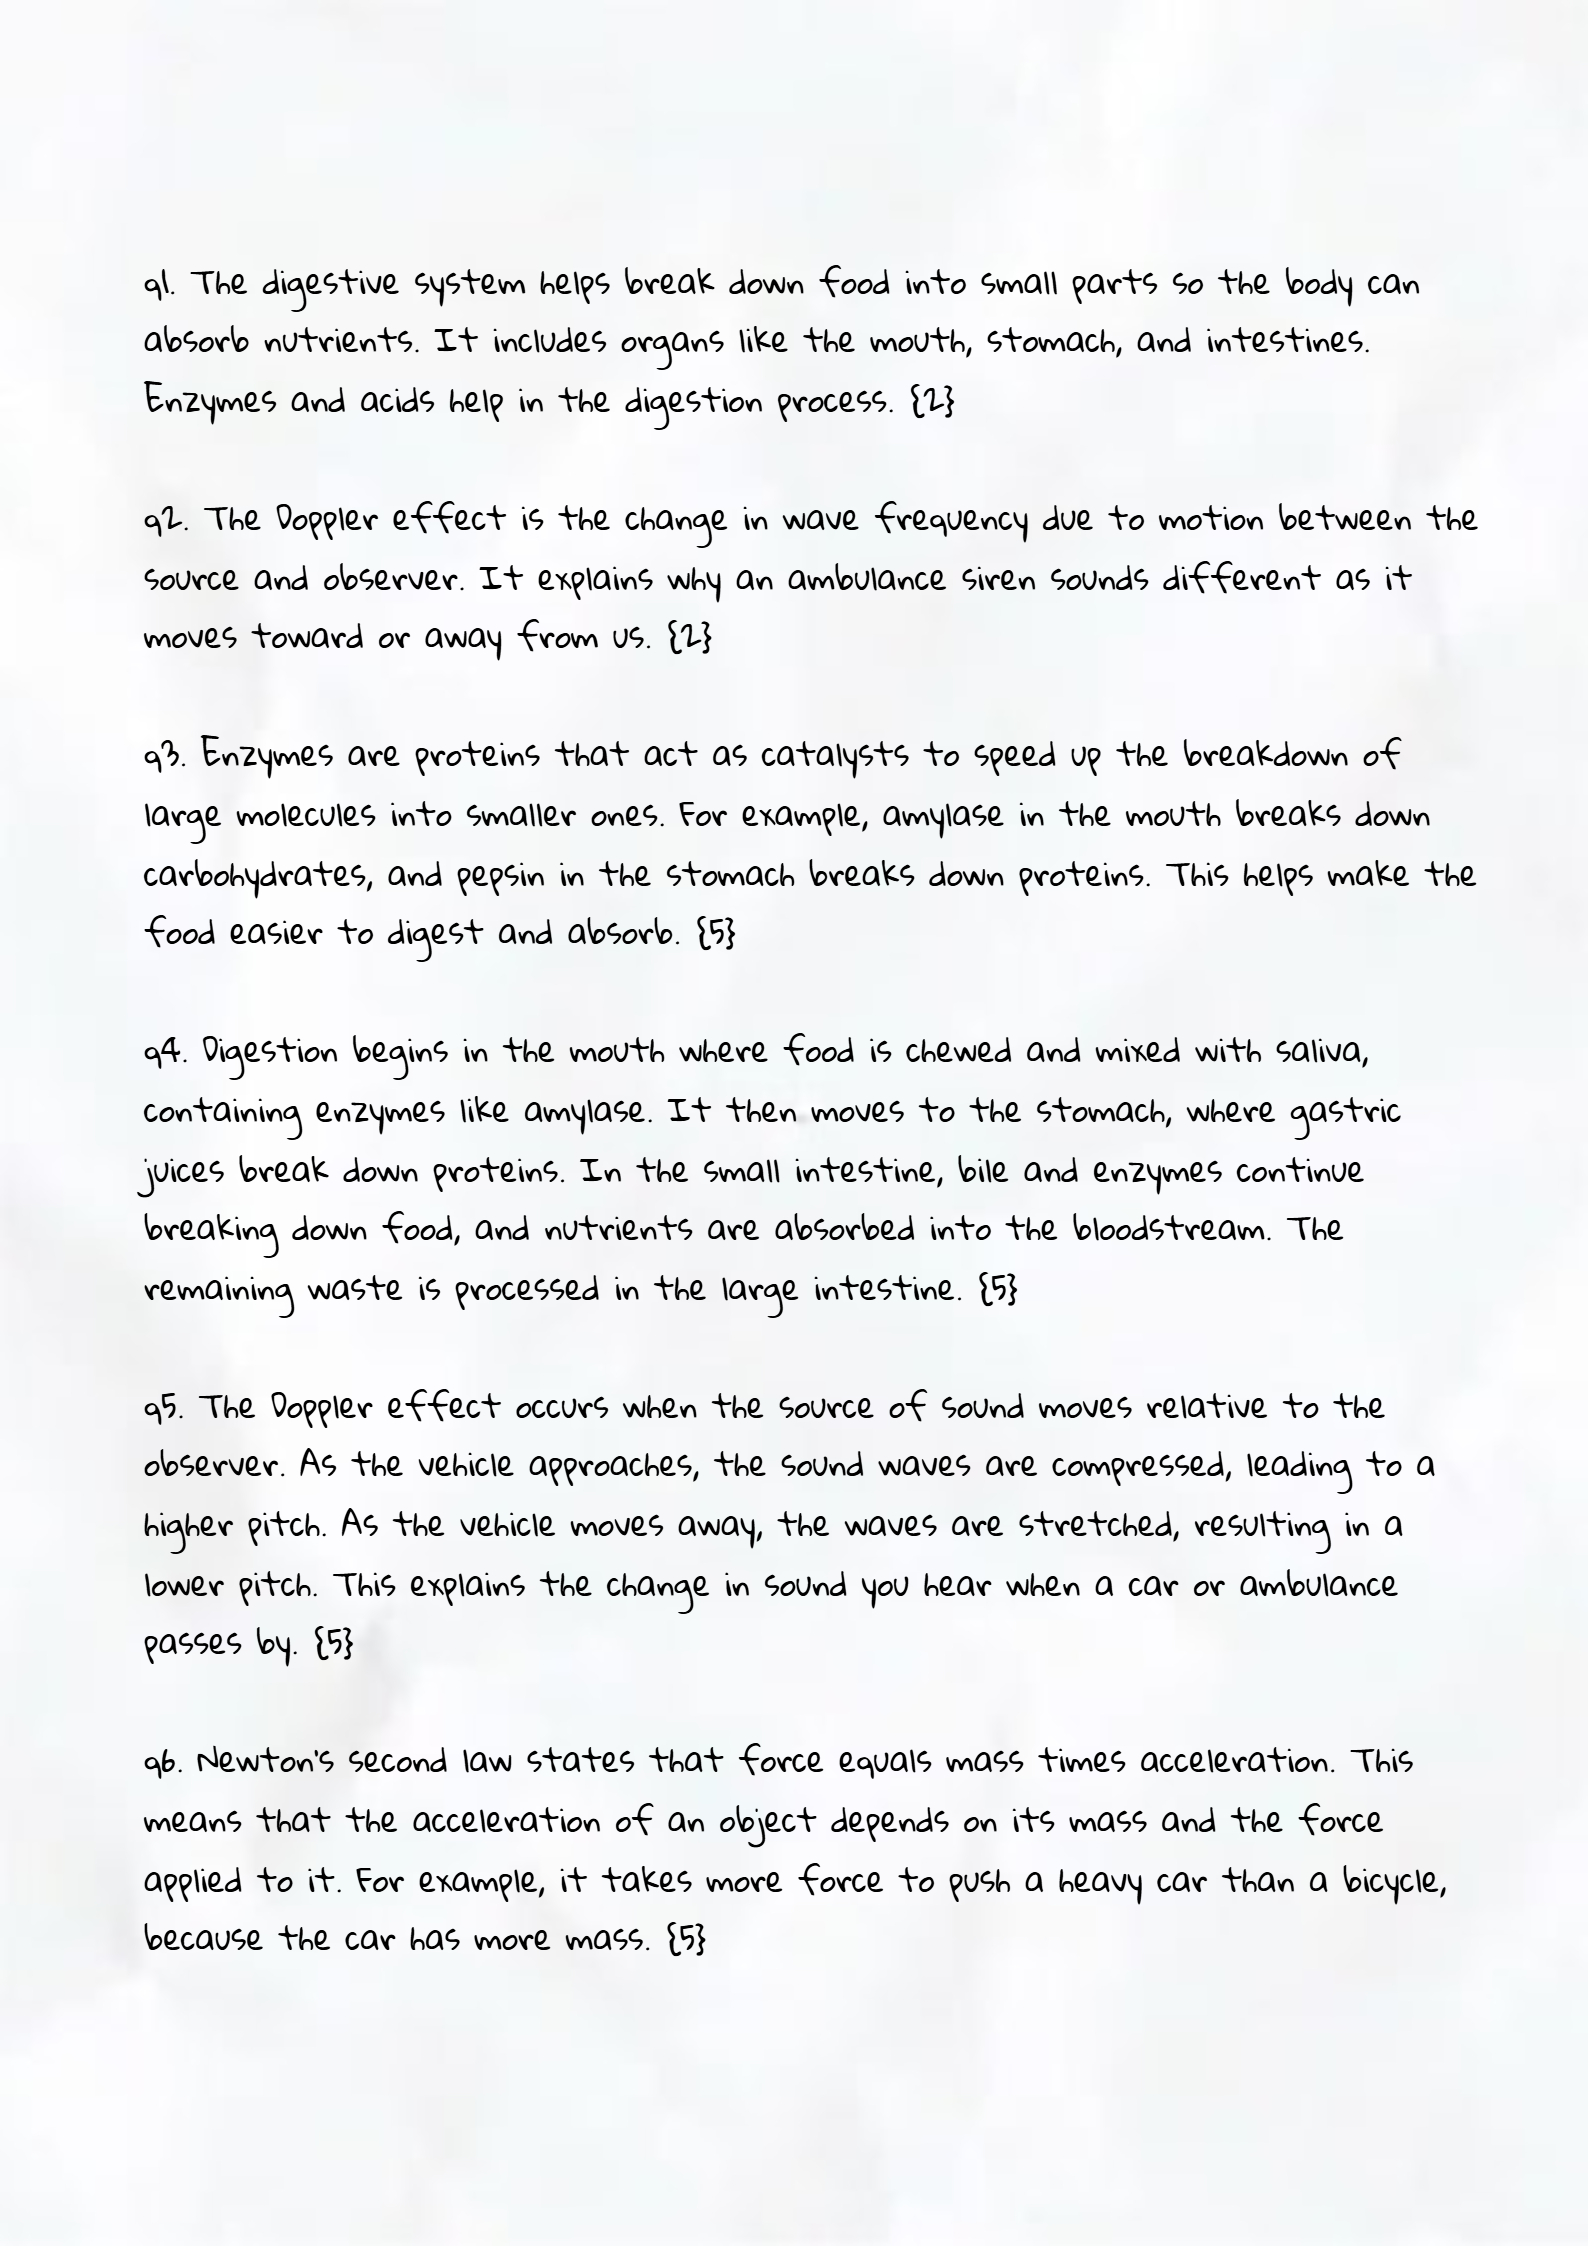 q1. The digestive system helps break down food into small parts so the body can
absorb nutrients. It includes organs like the mouth, stomach, and intestines.
Enzymes and acids help in the digestion process. {2}
q2. The Doppler effect is the change in wave frequency due to motion between the
source and observer. It explains why an ambulance siren sounds different as it
moves toward or away from us. {2}
q3. Enzymes are proteins that act as catalysts to speed up the breakdown of
large molecules into smaller ones. For example, amylase in the mouth breaks down
carbohydrates, and pepsin in the stomach breaks down proteins. This helps make the
food easier to digest and absorb. {5}
q4. Digestion begins in the mouth where food is chewed and mixed with saliva,
containing enzymes like amylase. It then moves to the stomach, where gastric
juices break down proteins. In the small intestine, bile and enzymes continue
breaking down food, and nutrients are absorbed into the bloodstream. The
remaining waste is processed in the large intestine. {5}
q5. The Doppler effect occurs when the source of sound moves relative to the
observer. As the vehicle approaches, the sound waves are compressed, leading to a
higher pitch. As the vehicle moves away, the waves are stretched, resulting in a
lower pitch. This explains the change in sound you hear when a car or ambulance
passes by. {5}
q6. Newton's second law states that force equals mass times acceleration. This
means that the acceleration of an object depends on its mass and the force
applied to it. For example, it takes more force to push a heavy car than a bicycle,
because the car has more mass. {5}